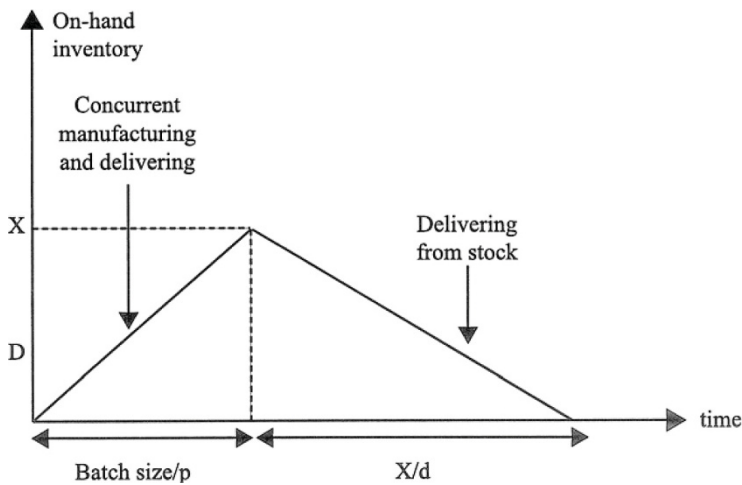 On-hand
inventory
Concurrent
manufacturing
and delivering
X
Delivering
from stock
D
time
Batch size/p
X/d